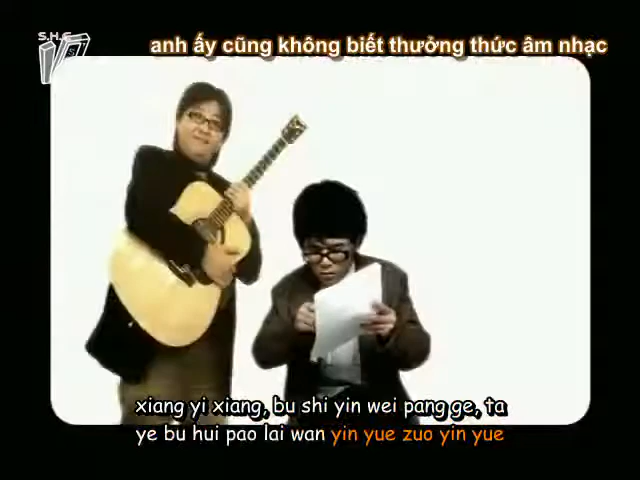 S.H.E
anh ấy cũng không biết thưởng thức âm nhạc
xiang yi xiang, bu shi yin wei pang ge, ta
ye bu hui pao lai wan yin yue zuo yin yue